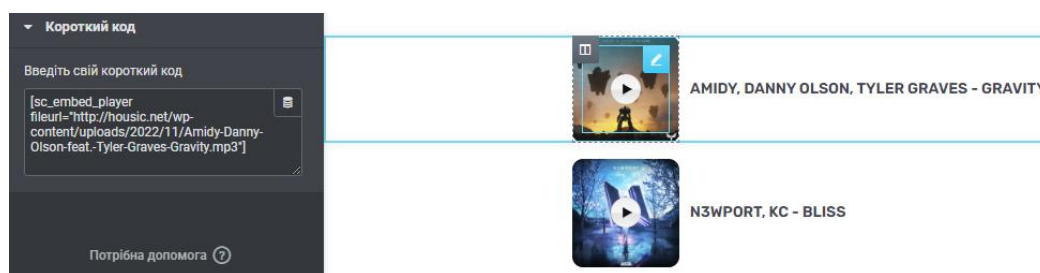 Короткий код
Введіть свій короткий код
[sc_embed_player
fileurl="http://housic.net/wp-
content/uploads/2022/11/Amidy-Danny-
Olson-feat.-Tyler-Graves-Gravity.mp3"]
Потрібна допомога ?
AMIDY, DANNY OLSON, TYLER GRAVES - GRAVITY
N3WPORT, KC - BLISS